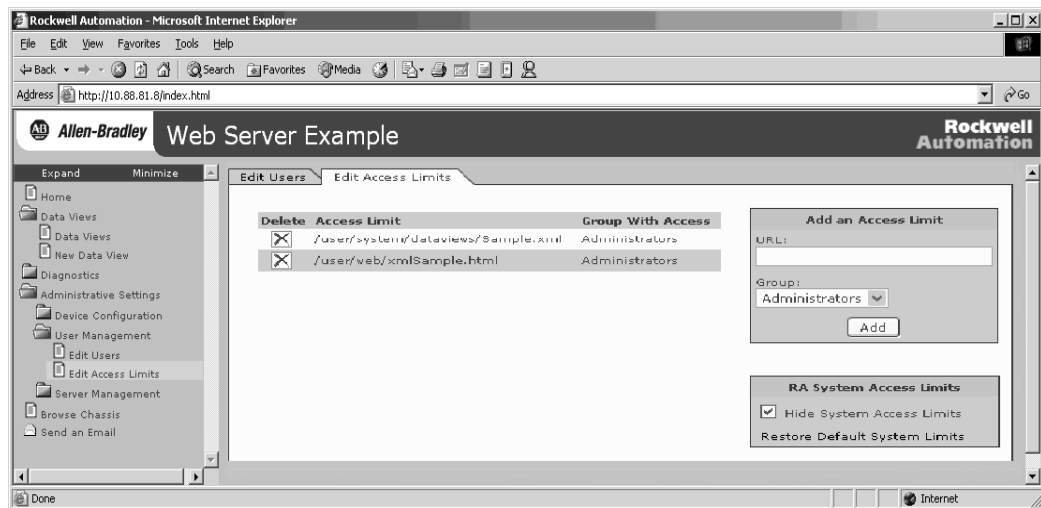 Rockwell Automation - Microsoft Internet Explorer
File Edit View Favorites Tools Help
Back Search Favorites Media
Address http://10.88.81.8/index.html Go
AB Allen-Bradley Web Server Example Rockwell Automation
Expand Minimize
Home
Data Views
Data Views
New Data View
Diagnostics
Administrative Settings
Device Configuration
User Management
Edit Users
Edit Access Limits
Server Management
Browse Chassis
Send an Email
Edit Users Edit Access Limits
Delete Access Limit Group With Access
/user/system/dataviews/Sample.xml Administrators
/user/web/xmlSample.html Administrators
Add an Access Limit
URL:
Group:
Administrators
Add
RA System Access Limits
Hide System Access Limits
Restore Default System Limits
Done Internet